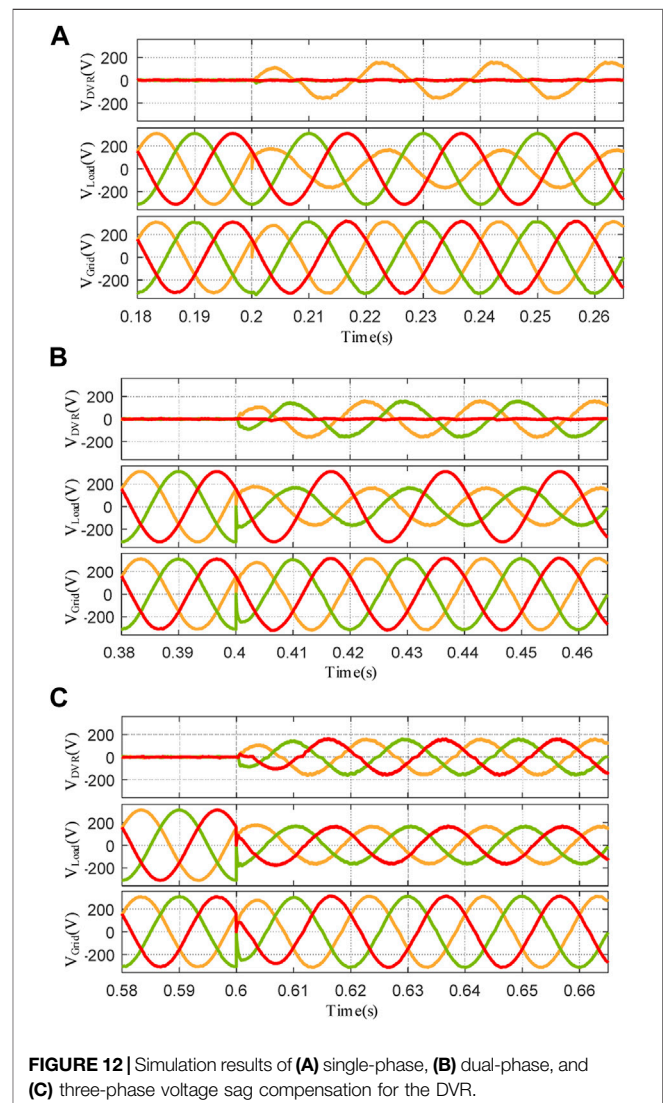 A
V_DVR(V)
200
0
-200
V_Load(V)
200
0
-200
V_Grid(V)
200
0
-200
0.18 0.19 0.2 0.21 0.22 0.23 0.24 0.25 0.26
Time(s)
B
V_DVR(V)
200
0
-200
V_Load(V)
200
0
-200
V_Grid(V)
200
0
-200
0.38 0.39 0.4 0.41 0.42 0.43 0.44 0.45 0.46
Time(s)
C
V_DVR(V)
200
0
-200
V_Load(V)
200
0
-200
V_Grid(V)
200
0
-200
0.58 0.59 0.6 0.61 0.62 0.63 0.64 0.65 0.66
Time(s)
FIGURE 12 | Simulation results of (A) single-phase, (B) dual-phase, and
(C) three-phase voltage sag compensation for the DVR.